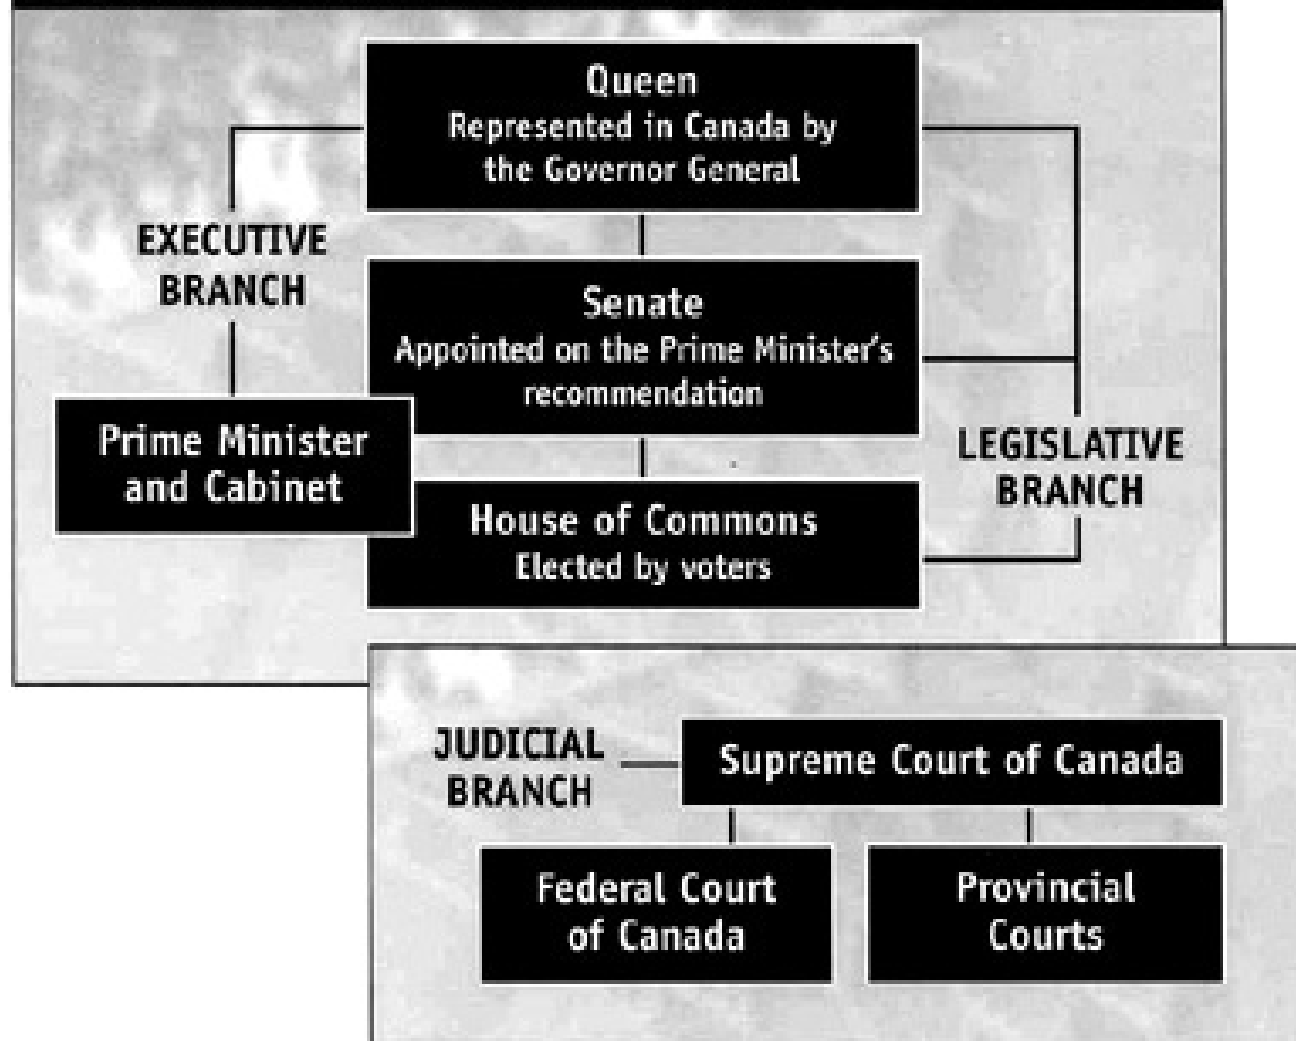 Queen
Represented in Canada by
the Governor General
EXECUTIVE
BRANCH
Senate
Appointed on the Prime Minister's
recommendation
Prime Minister
and Cabinet
LEGISLATIVE
BRANCH
House of Commons
Elected by voters
JUDICIAL
BRANCH
Supreme Court of Canada
Federal Court
of Canada
Provincial
Courts